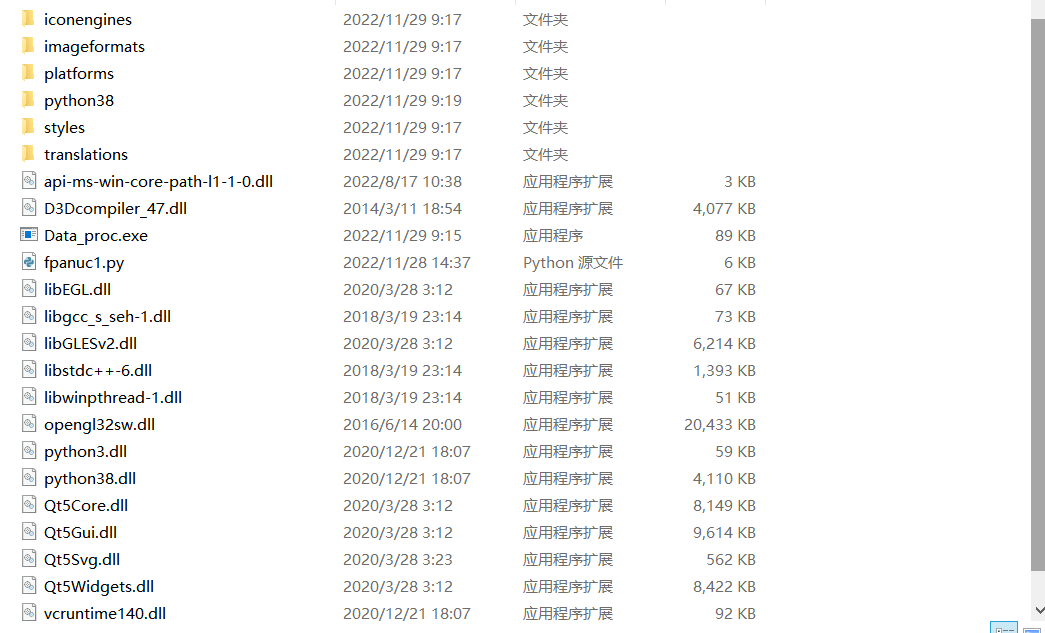 iconengines 2022/11/29 9:17 文件夹
imageformats 2022/11/29 9:17 文件夹
platforms 2022/11/29 9:17 文件夹
python38 2022/11/29 9:19 文件夹
styles 2022/11/29 9:17 文件夹
translations 2022/11/29 9:17 文件夹
api-ms-win-core-path-l1-1-0.dll 2022/8/17 10:38 应用程序扩展 3 KB
D3Dcompiler_47.dll 2014/3/11 18:54 应用程序扩展 4,077 KB
Data_proc.exe 2022/11/29 9:15 应用程序 89 KB
fpanuc1.py 2022/11/28 14:37 Python 源文件 6 KB
libEGL.dll 2020/3/28 3:12 应用程序扩展 67 KB
libgcc_s_seh-1.dll 2018/3/19 23:14 应用程序扩展 73 KB
libGLESv2.dll 2020/3/28 3:12 应用程序扩展 6,214 KB
libstdc++-6.dll 2018/3/19 23:14 应用程序扩展 1,393 KB
libwinpthread-1.dll 2018/3/19 23:14 应用程序扩展 51 KB
opengl32sw.dll 2016/6/14 20:00 应用程序扩展 20,433 KB
python3.dll 2020/12/21 18:07 应用程序扩展 59 KB
python38.dll 2020/12/21 18:07 应用程序扩展 4,110 KB
Qt5Core.dll 2020/3/28 3:12 应用程序扩展 8,149 KB
Qt5Gui.dll 2020/3/28 3:12 应用程序扩展 9,614 KB
Qt5Svg.dll 2020/3/28 3:23 应用程序扩展 562 KB
Qt5Widgets.dll 2020/3/28 3:12 应用程序扩展 8,422 KB
vcruntime140.dll 2020/12/21 18:07 应用程序扩展 92 KB